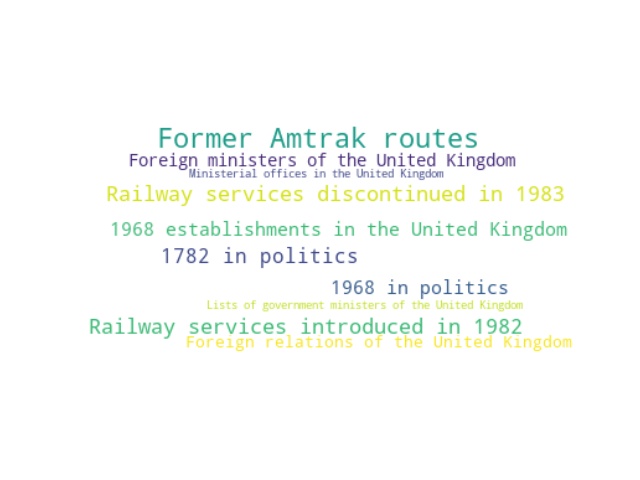 Former Amtrak routes
Foreign ministers of the United Kingdom
Ministerial offices in the United Kingdom
Railway services discontinued in 1983
1968 establishments in the United Kingdom
1782 in politics
1968 in politics
Lists of government ministers of the United Kingdom
Railway services introduced in 1982
Foreign relations of the United Kingdom